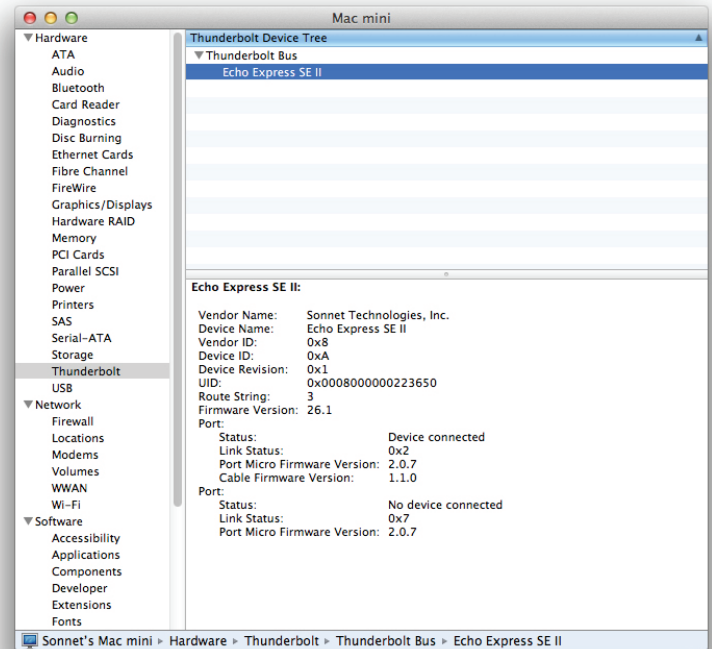 Mac mini
Hardware
ATA
Audio
Bluetooth
Card Reader
Diagnostics
Disc Burning
Ethernet Cards
Fibre Channel
FireWire
Graphics/Displays
Hardware RAID
Memory
PCI Cards
Parallel SCSI
Power
Printers
SAS
Serial-ATA
Storage
Thunderbolt
USB
Network
Firewall
Locations
Modems
Volumes
WWAN
Wi-Fi
Software
Accessibility
Applications
Components
Developer
Extensions
Fonts
Thunderbolt Device Tree
Thunderbolt Bus
Echo Express SE II
Echo Express SE II:
Vendor Name: Sonnet Technologies, Inc.
Device Name: Echo Express SE II
Vendor ID: 0x8
Device ID: 0xA
Device Revision: 0x1
UID: 0x0008000000223650
Route String: 3
Firmware Version: 26.1
Port:
Status: Device connected
Link Status: 0x2
Port Micro Firmware Version: 2.0.7
Cable Firmware Version: 1.1.0
Port:
Status: No device connected
Link Status: 0x7
Port Micro Firmware Version: 2.0.7
Sonnet's Mac mini ▸ Hardware ▸ Thunderbolt ▸ Thunderbolt Bus ▸ Echo Express SE II